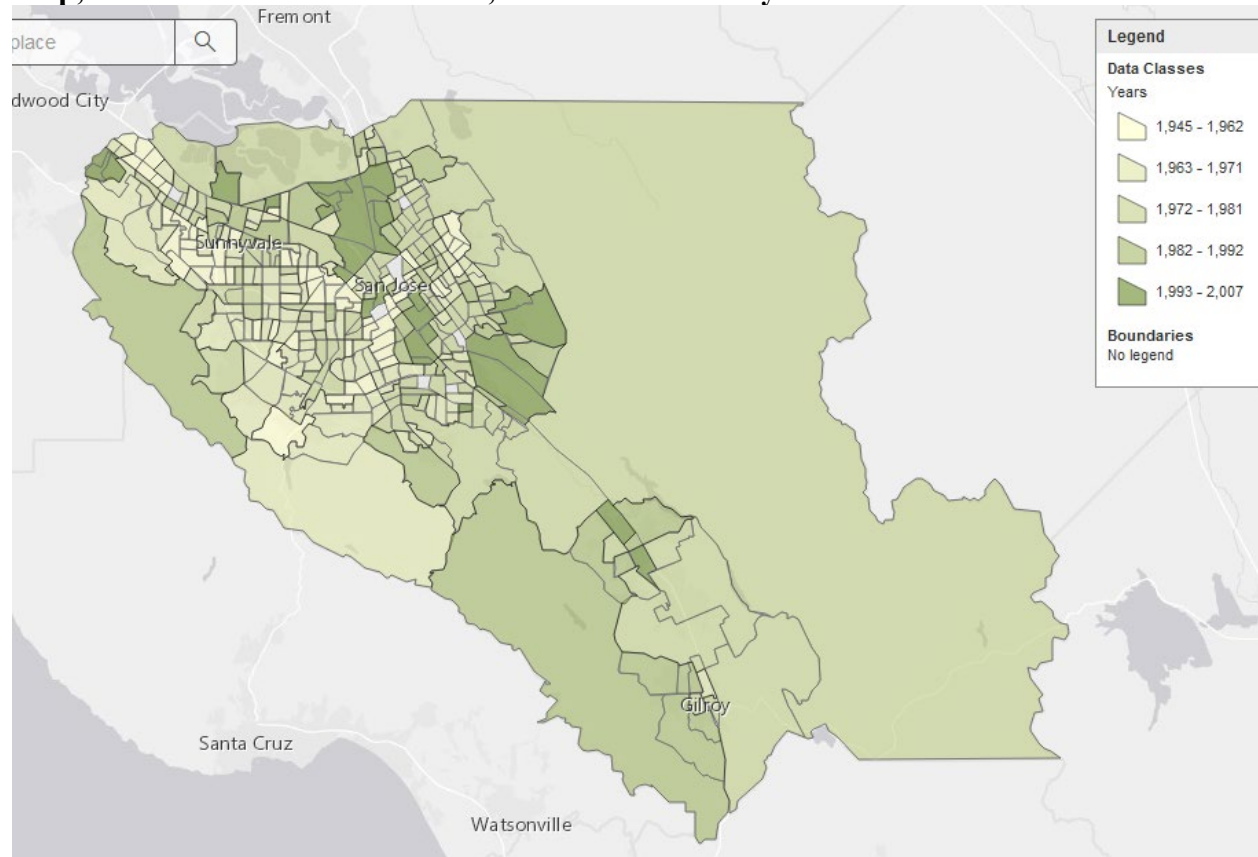 Fremont
place
dwood City
Sunnyvale
San Jose
Gilroy
Santa Cruz
Watsonville
Legend
Data Classes
Years
1,945 - 1,962
1,963 - 1,971
1,972 - 1,981
1,982 - 1,992
1,993 - 2,007
Boundaries
No legend